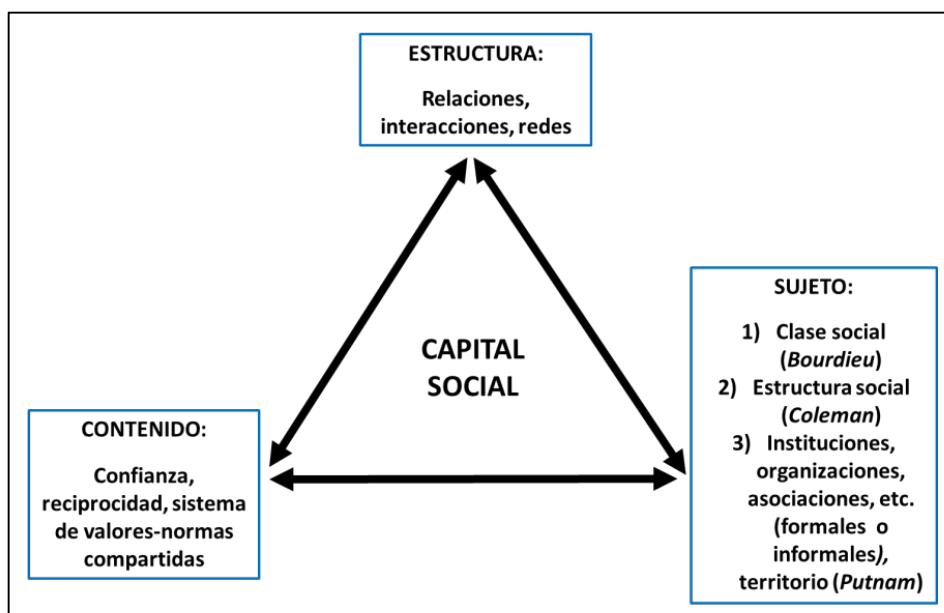 ESTRUCTURA:
Relaciones,
interacciones, redes
CAPITAL
SOCIAL
SUJETO:
1) Clase social
(Bourdieu)
2) Estructura social
(Coleman)
3) Instituciones,
organizaciones,
asociaciones, etc.
(formales o
informales),
territorio (Putnam)
CONTENIDO:
Confianza,
reciprocidad, sistema
de valores-normas
compartidas